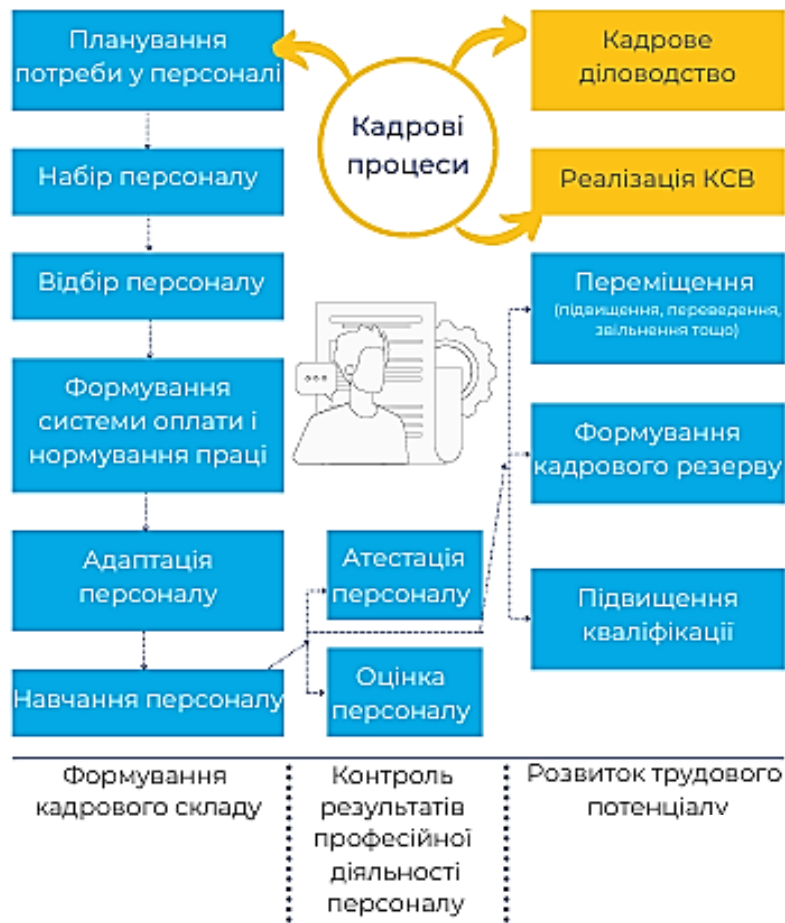 Планування
потреби у персоналі
Набір персоналу
Відбір персоналу
Формування
системи оплати і
нормування праці
Адаптація
персоналу
Навчання персоналу
Кадрові
процеси
Атестація
персоналу
Оцінка
персоналу
Кадрове
діловодство
Реалізація КСВ
Переміщення
(підвищення, переведення,
звільнення тощо)
Формування
кадрового резерву
Підвищення
кваліфікації
Формування
кадрового складу
Контроль
результатів
професійної
діяльності
персоналу
Розвиток трудового
потенціалу